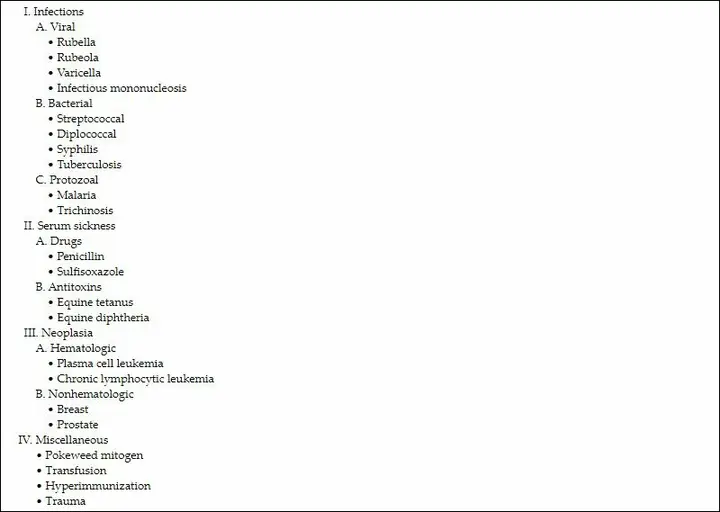 I. Infections
A. Viral
• Rubella
• Rubeola
• Varicella
• Infectious mononucleosis
B. Bacterial
• Streptococcal
• Diplococcal
• Syphilis
• Tuberculosis
C. Protozoal
• Malaria
• Trichinosis
II. Serum sickness
A. Drugs
• Penicillin
• Sulfisoxazole
B. Antitoxins
• Equine tetanus
• Equine diphtheria
III. Neoplasia
A. Hematologic
• Plasma cell leukemia
• Chronic lymphocytic leukemia
B. Nonhematologic
• Breast
• Prostate
IV. Miscellaneous
• Pokeweed mitogen
• Transfusion
• Hyperimmunization
• Trauma